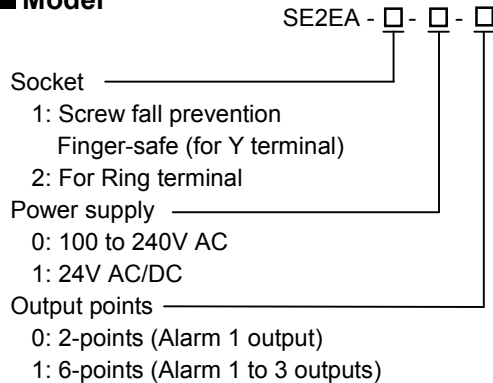 ■ Model
SE2EA - □ - □ - □
Socket
1: Screw fall prevention
Finger-safe (for Y terminal)
2: For Ring terminal
Power supply
0: 100 to 240V AC
1: 24V AC/DC
Output points
0: 2-points (Alarm 1 output)
1: 6-points (Alarm 1 to 3 outputs)